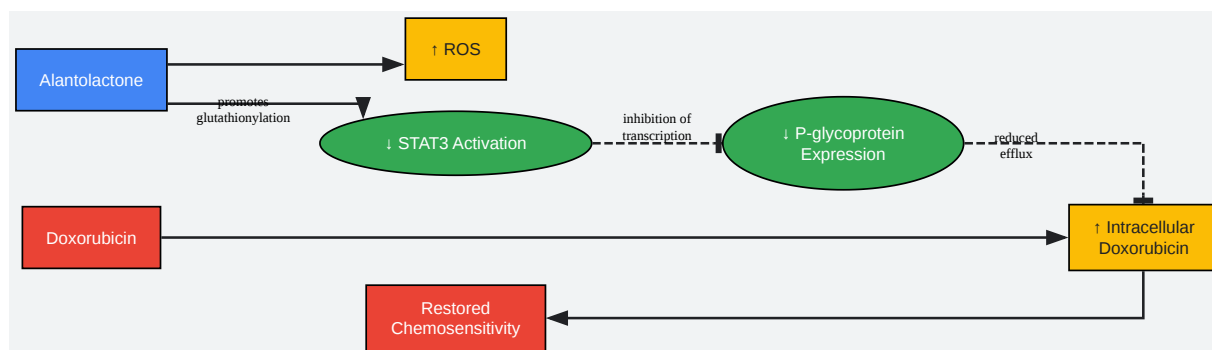 ↑ ROS
Alantolactone
promotes
glutathionylation
↓ STAT3 Activation
inhibition of
transcription
↓ P-glycoprotein
Expression
reduced
efflux
Doxorubicin
↑ Intracellular
Doxorubicin
Restored
Chemosensitivity